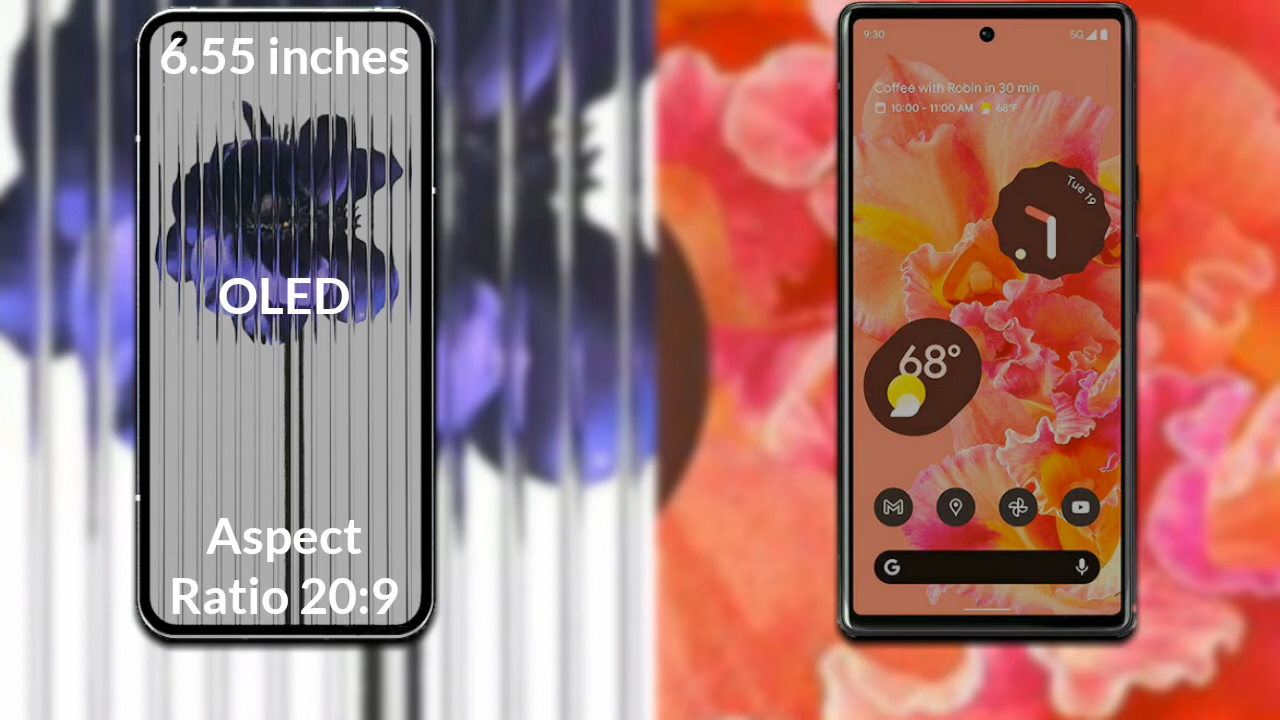 6.55 inches
OLED
Aspect
Ratio 20:9
9:30
5G
Coffee with Robin in 30 min
10:00 - 11:00 AM 68°F
Tue 19
68°
G